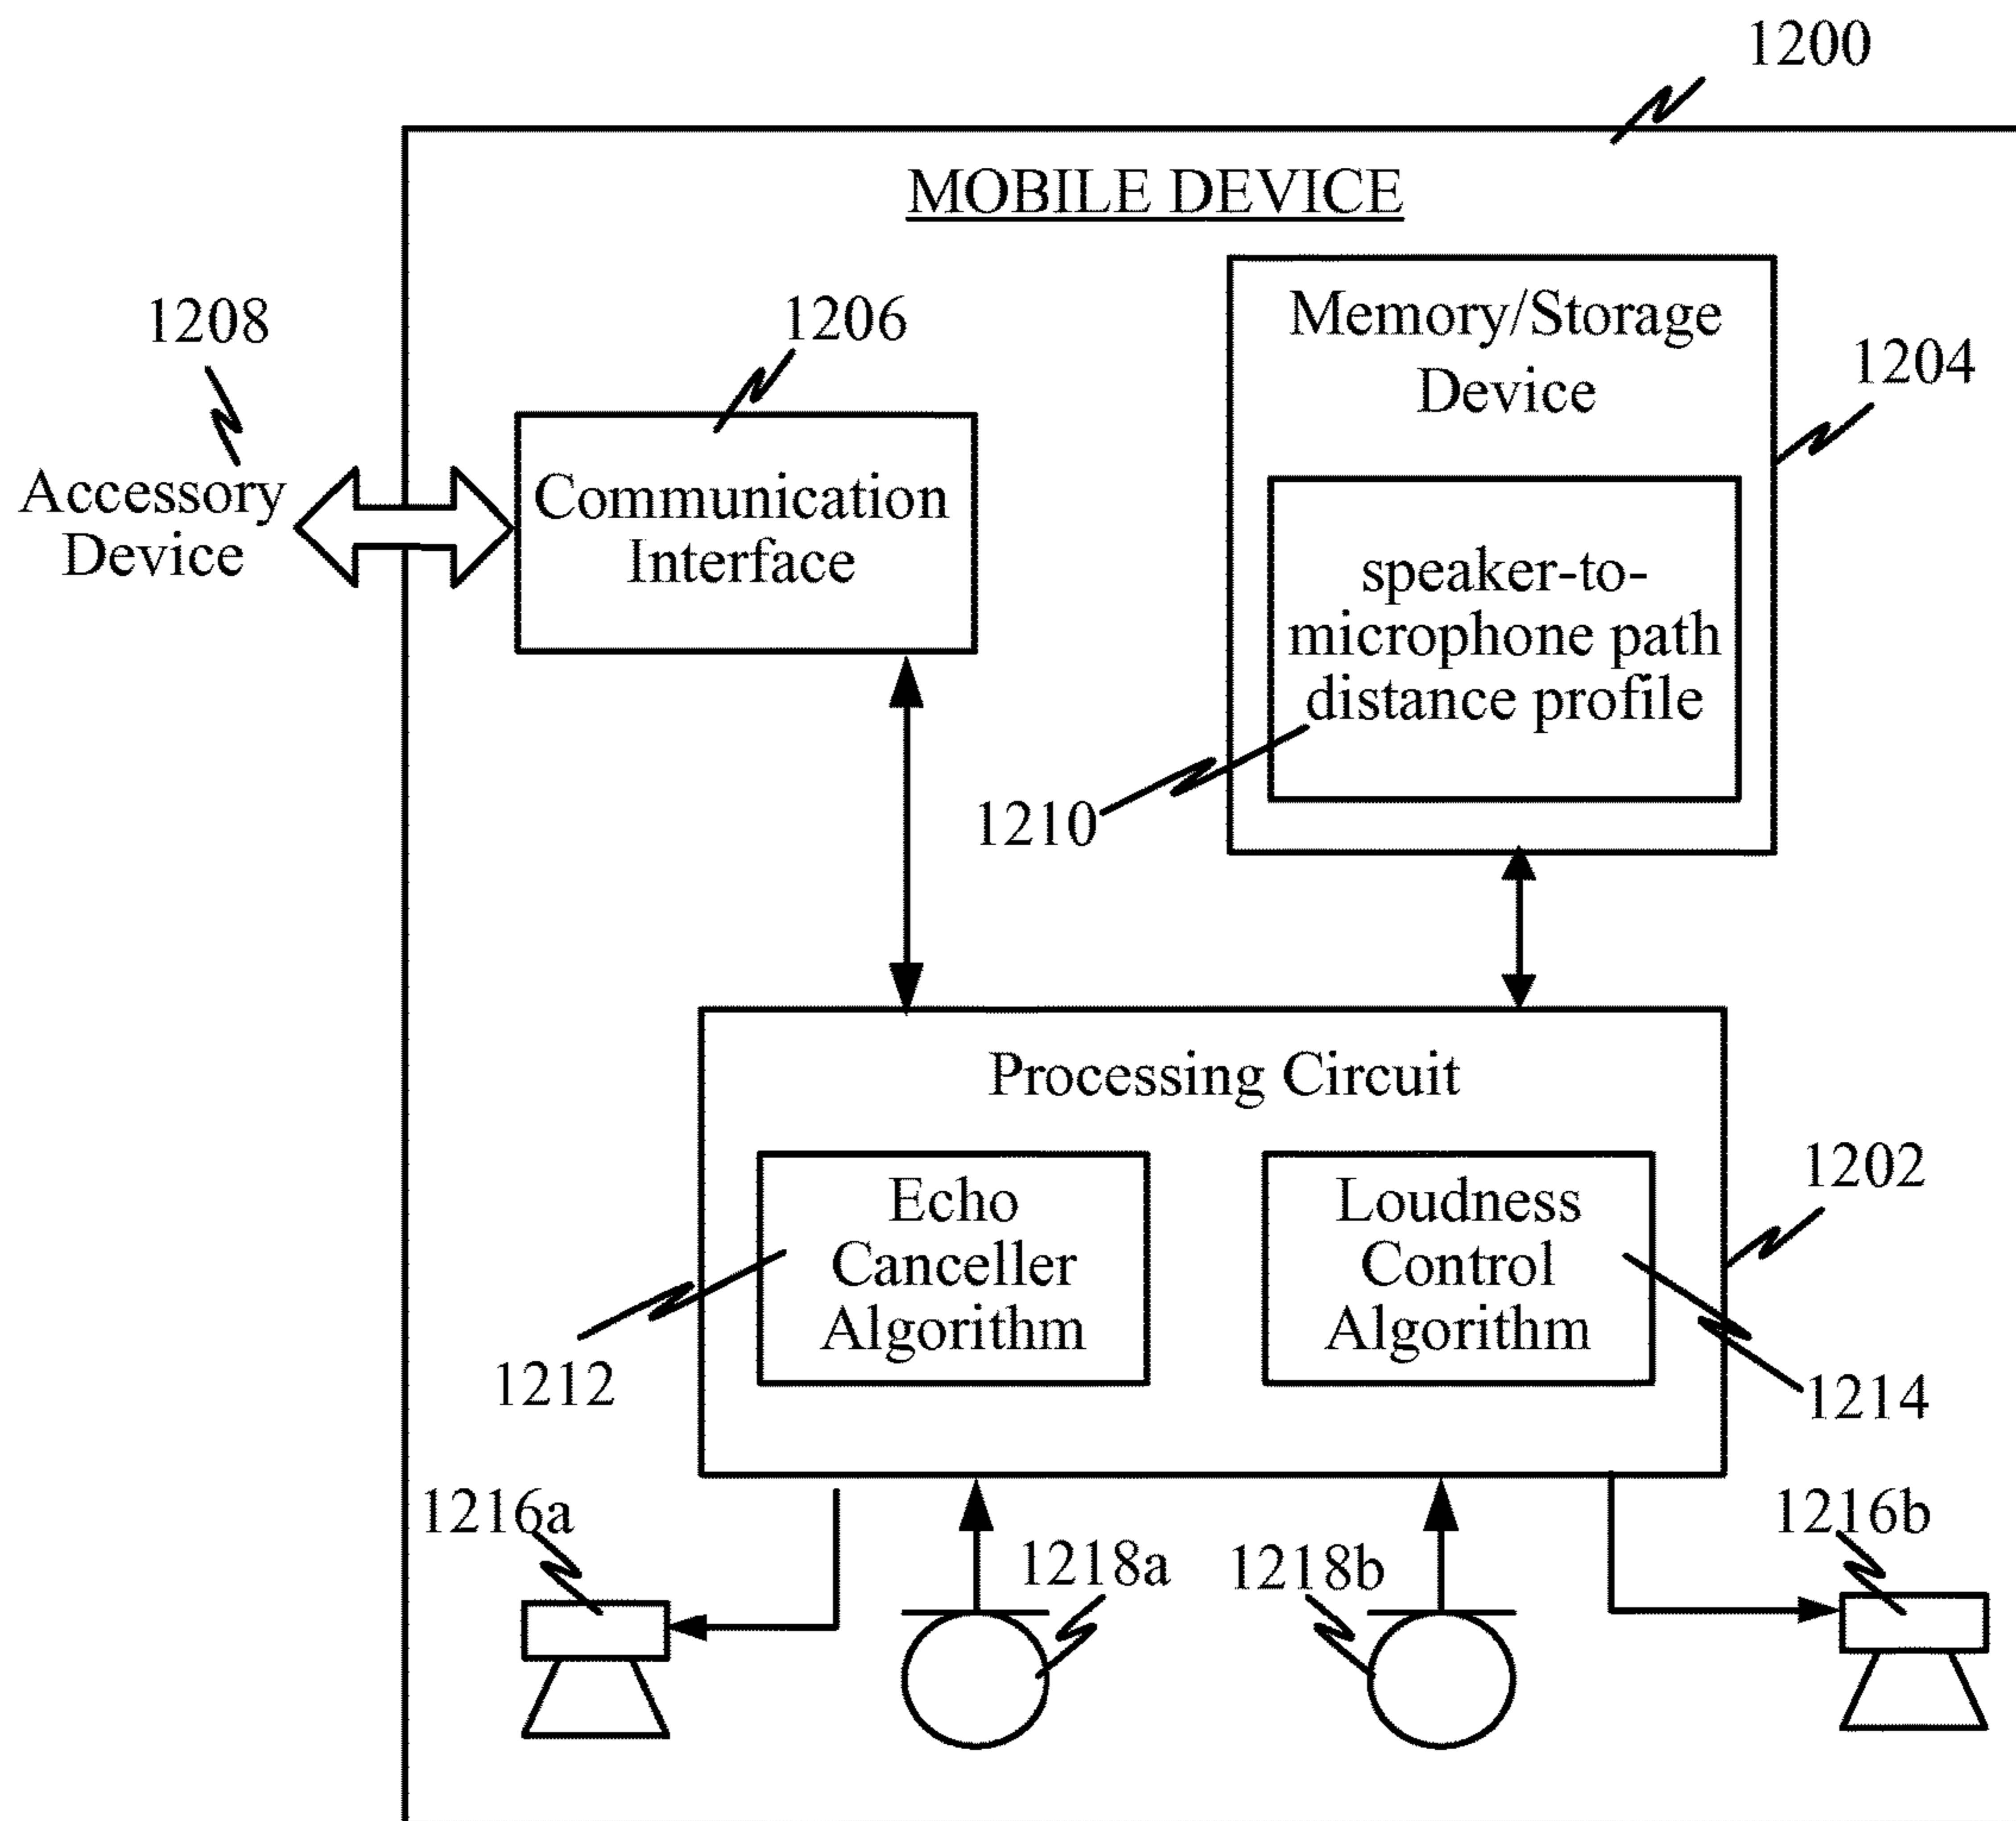 1200
MOBILE DEVICE
1208
1206
Memory/Storage
Device
1204
Accessory
Device
Communication
Interface
speaker-to-
microphone path
distance profile
1210
Processing Circuit
Echo
Canceller
Algorithm
Loudness
Control
Algorithm
1202
1212
1214
1216a
1218a
1218b
1216b